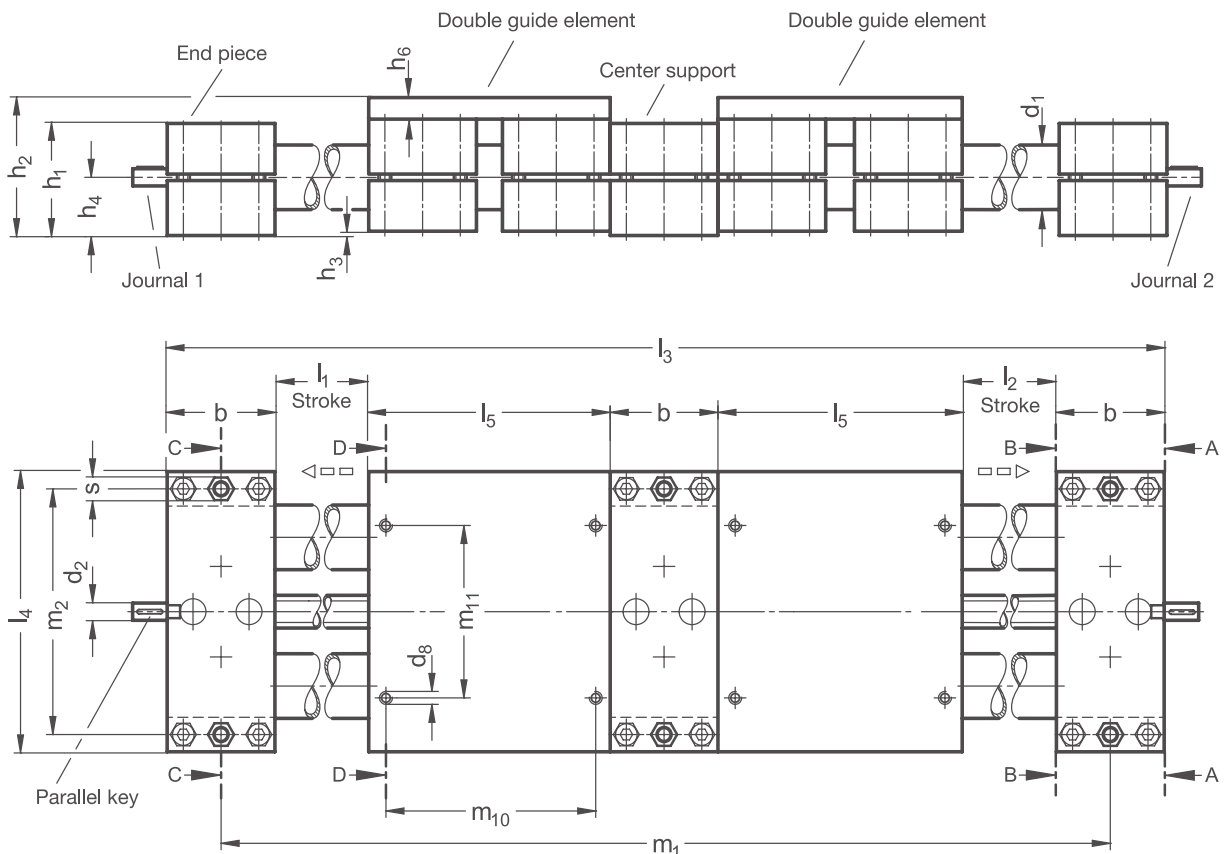 Double guide element
Double guide element
End piece
h₆
Center support
d₁
h₂
h₁
h₄
h₃
Journal 1
Journal 2
l₃
l₁
Stroke
l₂
Stroke
b
l₅
b
l₅
b
C
D
B
A
s
d₂
l₄
m₂
m₁₁
d₈
C
D
B
A
Parallel key
m₁₀
m₁